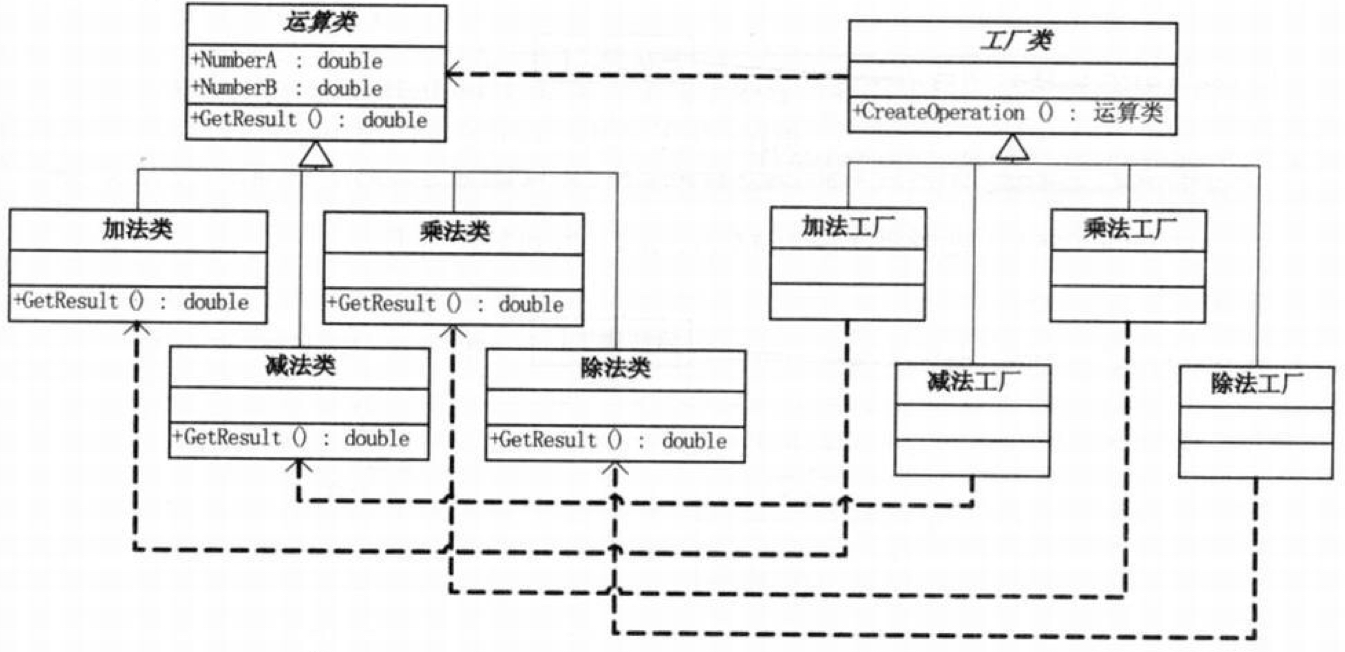 运算类
+NumberA : double
+NumberB : double
+GetResult () : double
工厂类
+CreateOperation () : 运算类
加法类
+GetResult () : double
乘法类
+GetResult () : double
加法工厂
乘法工厂
减法类
+GetResult () : double
除法类
+GetResult () : double
减法工厂
除法工厂